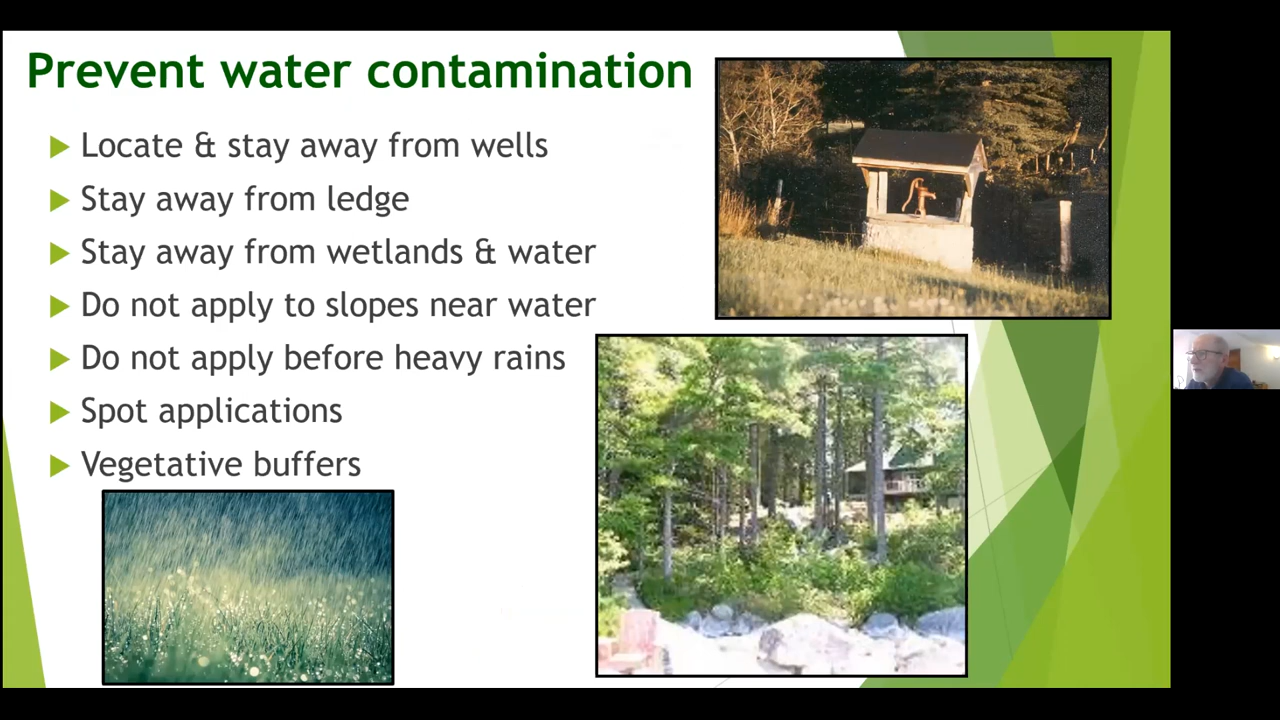 Prevent water contamination
Locate & stay away from wells
Stay away from ledge
Stay away from wetlands & water
Do not apply to slopes near water
Do not apply before heavy rains
Spot applications
Vegetative buffers